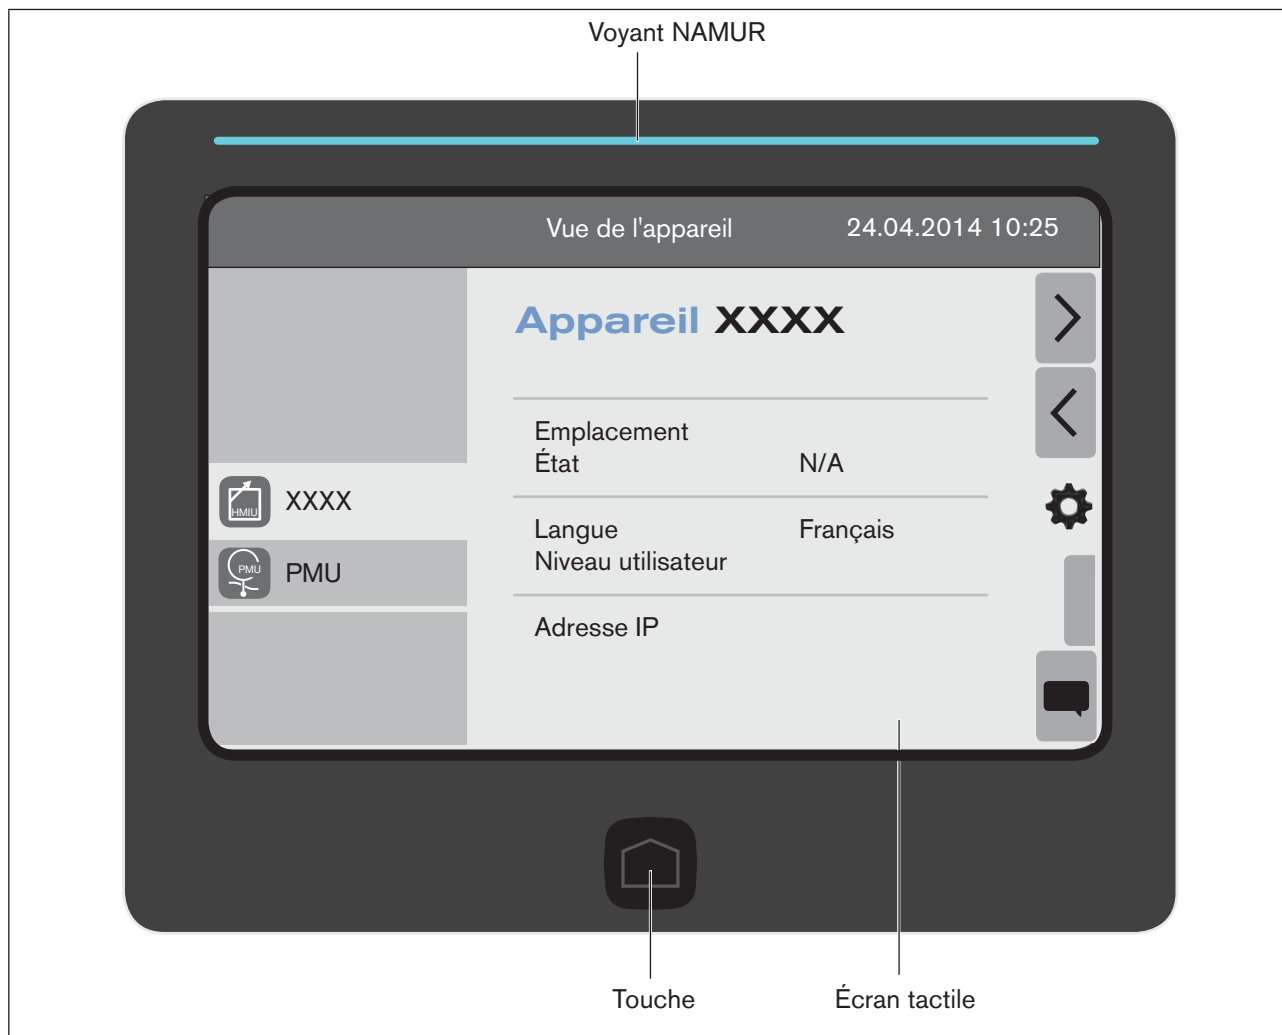 Voyant NAMUR
Vue de l'appareil 24.04.2014 10:25
Appareil XXXX
Emplacement
État N/A
HMIU XXXX
Langue Français
Niveau utilisateur
PMU PMU
Adresse IP
Touche Écran tactile